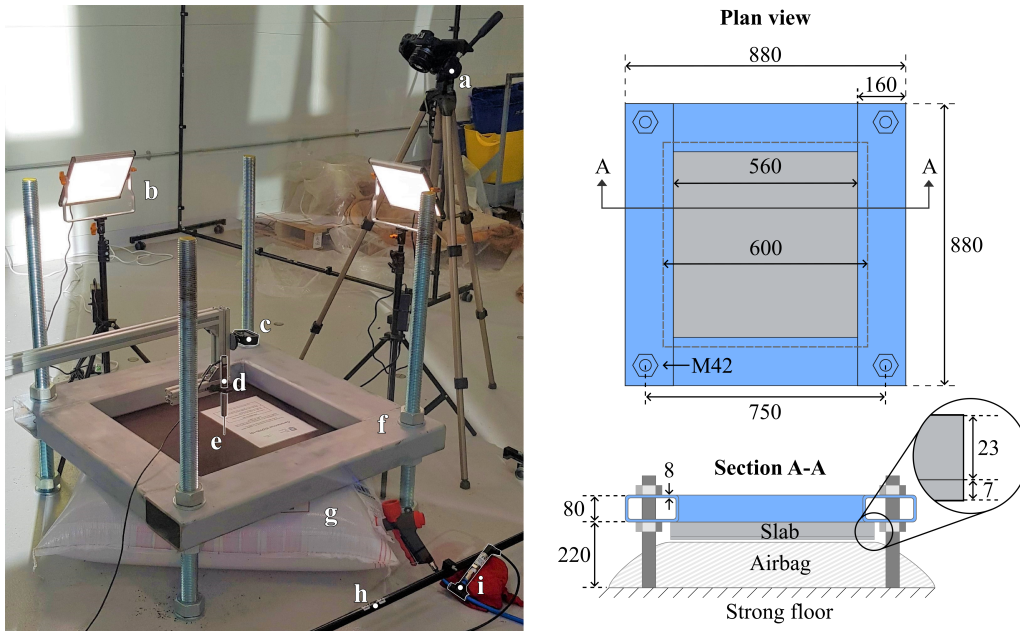 a
b
c
d
e
f
g
h
i
Plan view
880
160
A
A
560
600
880
M42
750
Section A-A
8
80
220
Slab
Airbag
Strong floor
23
7